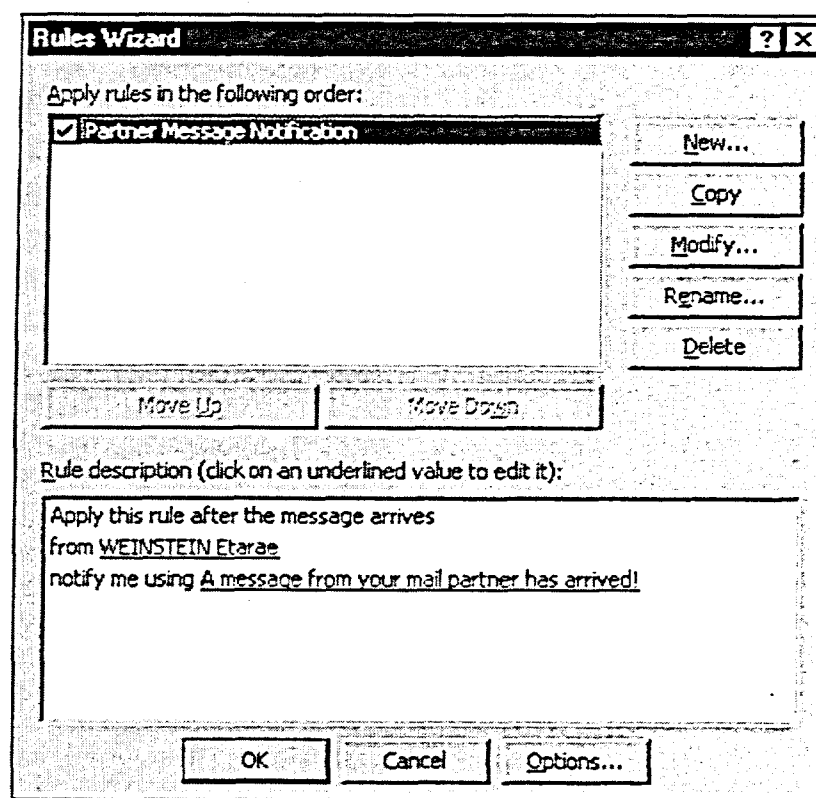 Rules Wizard
Apply rules in the following order:
Partner Message Notification
New...
Copy
Modify...
Rename...
Delete
Move Up
Move Down
Rule description (click on an underlined value to edit it):
Apply this rule after the message arrives
from WEINSTEIN Etarae
notify me using A message from your mail partner has arrived!
OK
Cancel
Options...